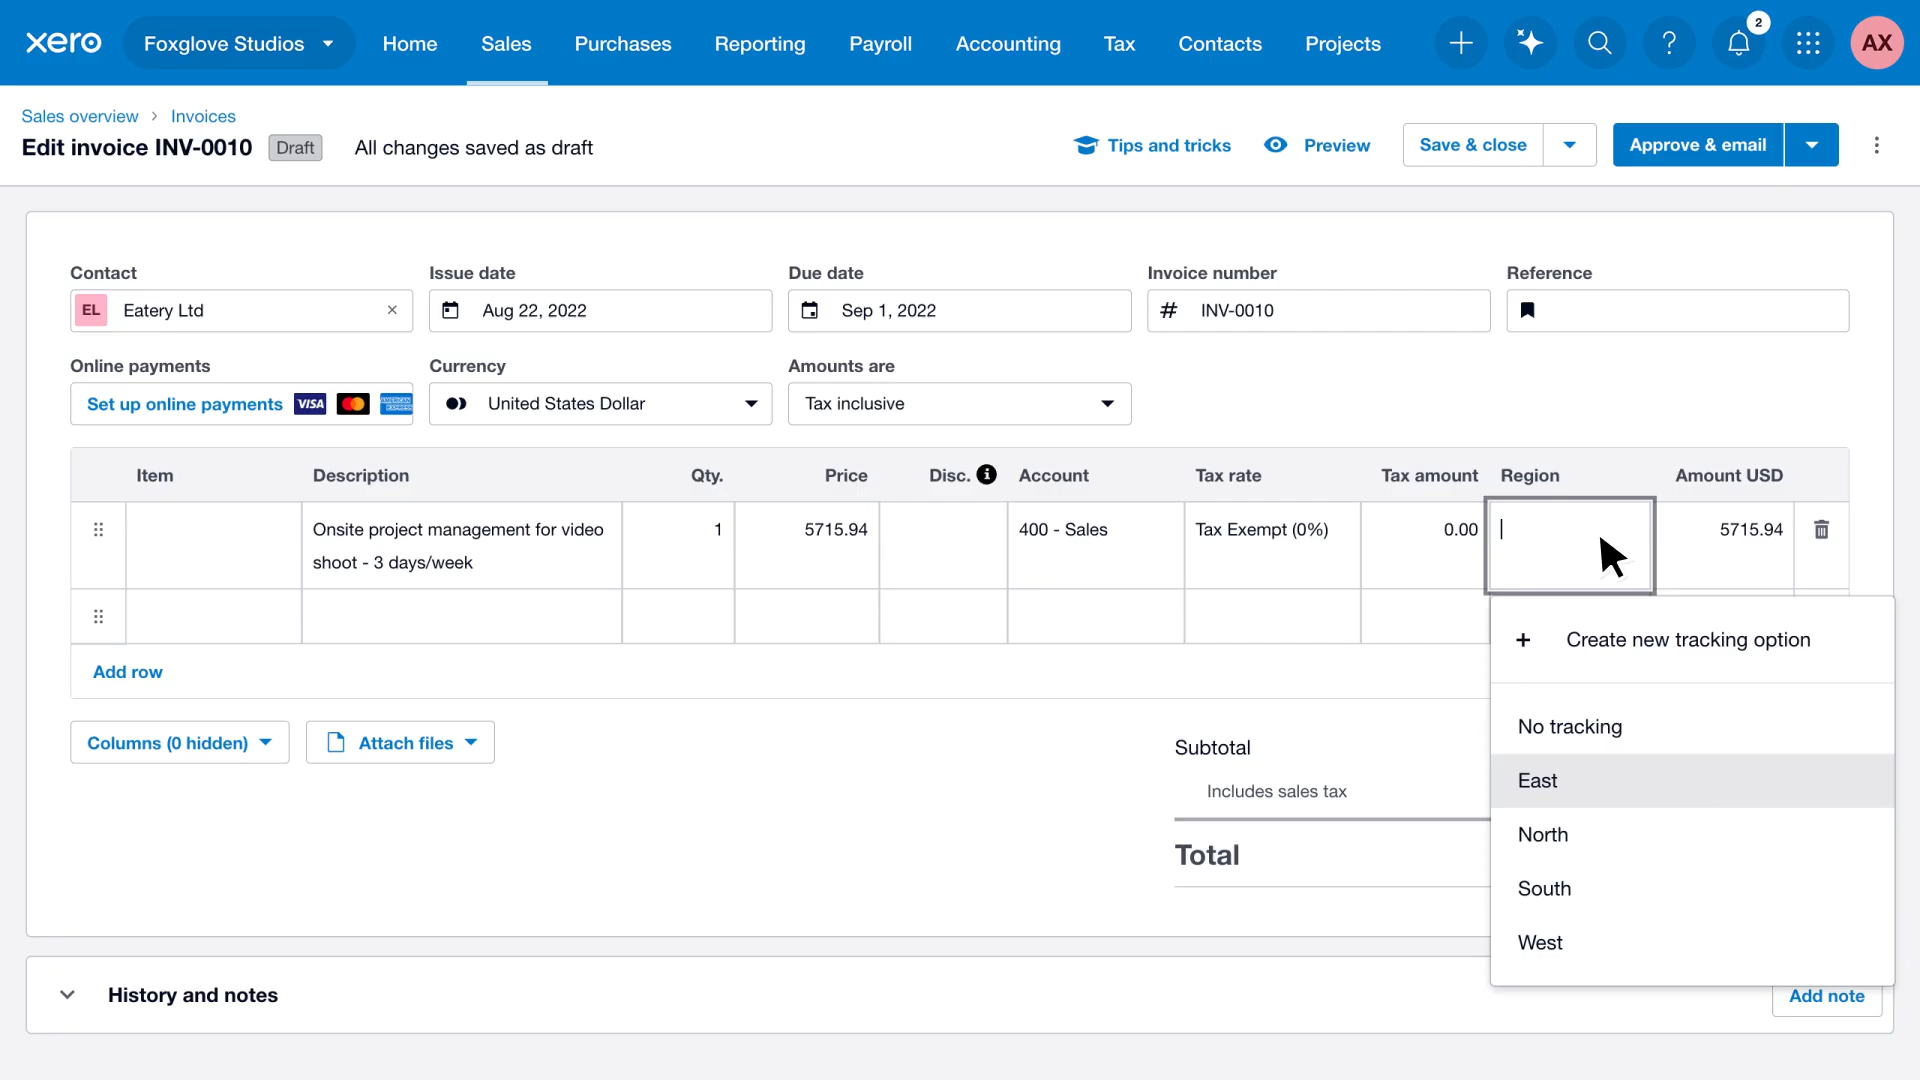 xero
Foxglove Studios
Home
Sales
Purchases
Reporting
Payroll
Accounting
Tax
Contacts
Projects
2
AX
Sales overview > Invoices
Edit invoice INV-0010
Draft
All changes saved as draft
Tips and tricks
Preview
Save & close
Approve & email
Contact
Issue date
Due date
Invoice number
Reference
EL Eatery Ltd
Aug 22, 2022
Sep 1, 2022
# INV-0010
Online payments
Currency
Amounts are
Set up online payments VISA AMERICAN EXPRESS
United States Dollar
Tax inclusive
Item
Description
Qty.
Price
Disc.
Account
Tax rate
Tax amount
Region
Amount USD
Onsite project management for video
shoot - 3 days/week
1
5715.94
400 - Sales
Tax Exempt (0%)
0.00
5715.94
Add row
Create new tracking option
No tracking
East
North
South
West
Columns (0 hidden)
Attach files
Subtotal
Includes sales tax
Total
History and notes
Add note